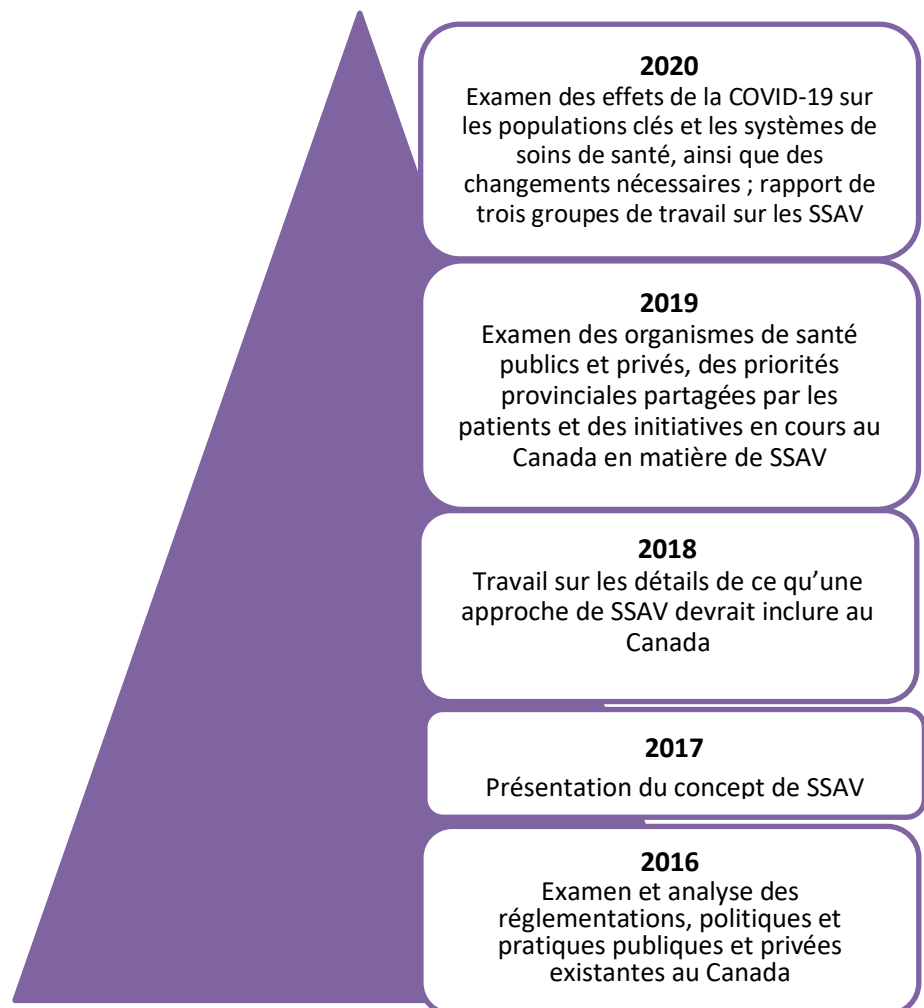 2020
Examen des effets de la COVID-19 sur
les populations clés et les systèmes de
soins de santé, ainsi que des
changements nécessaires ; rapport de
trois groupes de travail sur les SSAV
2019
Examen des organismes de santé
publics et privés, des priorités
provinciales partagées par les
patients et des initiatives en cours au
Canada en matière de SSAV
2018
Travail sur les détails de ce qu’une
approche de SSAV devrait inclure au
Canada
2017
Présentation du concept de SSAV
2016
Examen et analyse des
réglementations, politiques et
pratiques publiques et privées
existantes au Canada